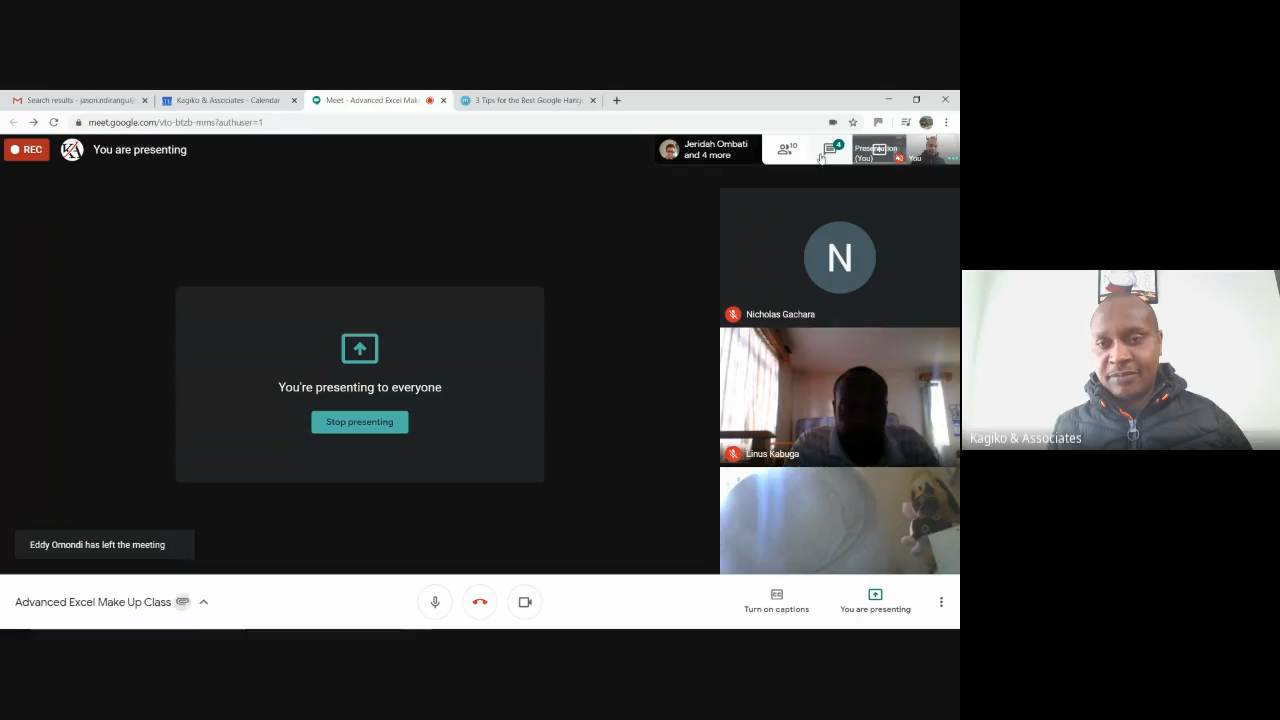 Search results - jason.ndirangu@
Kagiko & Associates - Calendar
Meet - Advanced Excel Make
3 Tips for the Best Google Hang
meet.google.com/vto-btzb-mms?authuser=1
REC
You are presenting
Jeridah Ombati
and 4 more
10
4
Presentation
(You)
You
N
Nicholas Gachara
You're presenting to everyone
Stop presenting
Kagiko & Associates
Linus Kabuga
Eddy Omondi has left the meeting
Advanced Excel Make Up Class
Turn on captions
You are presenting